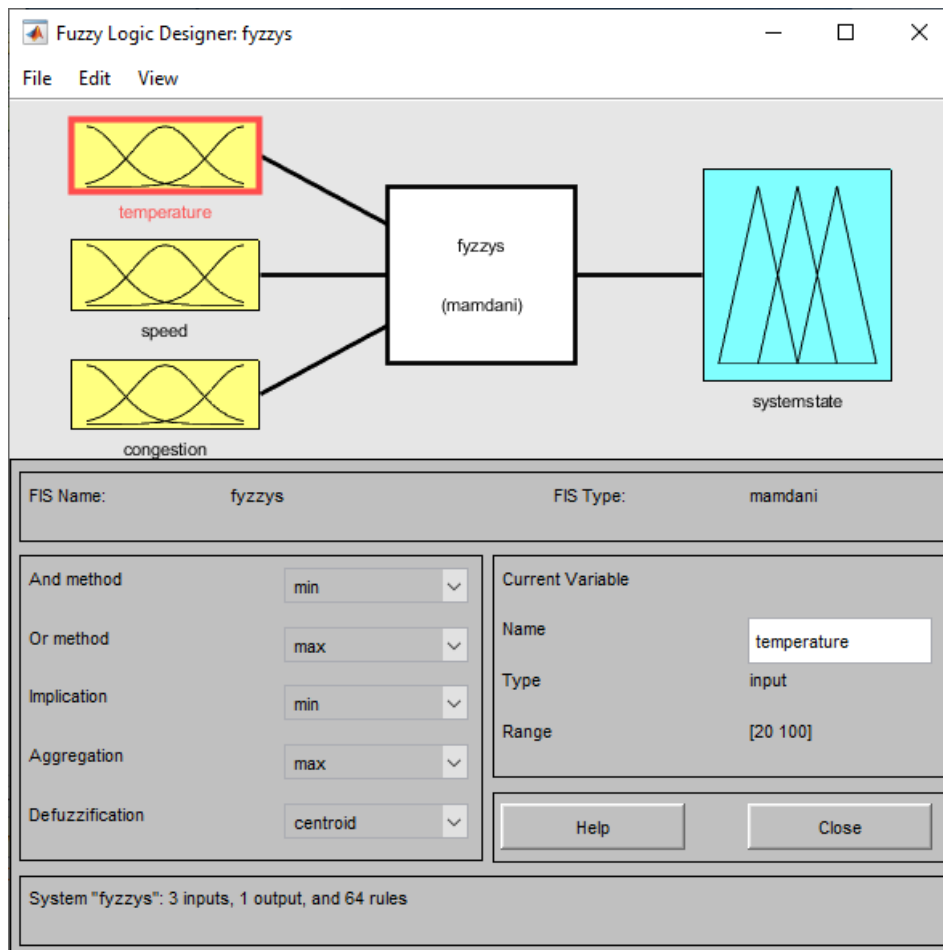 Fuzzy Logic Designer: fyzzys
File Edit View
temperature
speed
congestion
fyzzys
(mamdani)
systemstate
FIS Name: fyzzys FIS Type: mamdani
And method min
Or method max
Implication min
Aggregation max
Defuzzification centroid
Current Variable
Name temperature
Type input
Range [20 100]
Help Close
System "fyzzys": 3 inputs, 1 output, and 64 rules